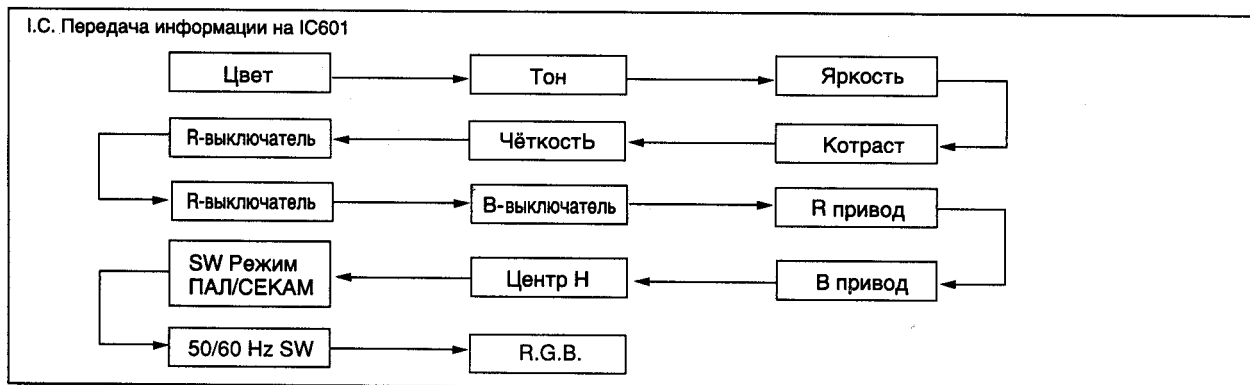 I.C. Передача информации на IC601
Цвет
Тон
Яркость
R-выключатель
ЧёткостЬ
Котраст
R-выключатель
B-выключатель
R привод
SW Режим
ПАЛ/СЕКАМ
Центр H
B привод
50/60 Hz SW
R.G.B.